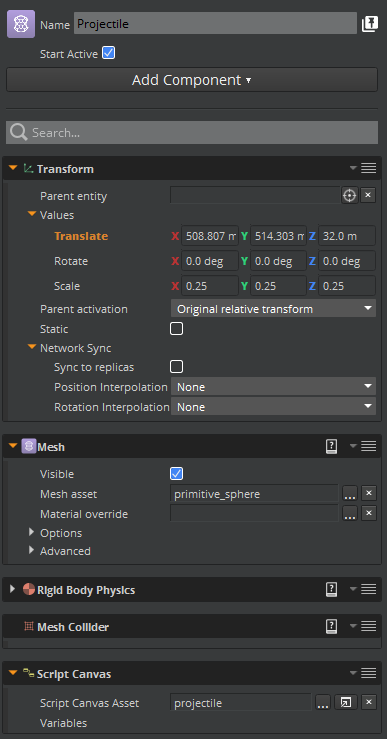 Name Projectile
Start Active
Add Component
Search...
Transform
Parent entity
Values
Translate X 508.807 m Y 514.303 m Z 32.0 m
Rotate X 0.0 deg Y 0.0 deg Z 0.0 deg
Scale X 0.25 Y 0.25 Z 0.25
Parent activation Original relative transform
Static
Network Sync
Sync to replicas
Position Interpolation None
Rotation Interpolation None
Mesh
Visible
Mesh asset primitive_sphere ...
Material override ...
Options
Advanced
Rigid Body Physics
Mesh Collider
Script Canvas
Script Canvas Asset projectile ...
Variables